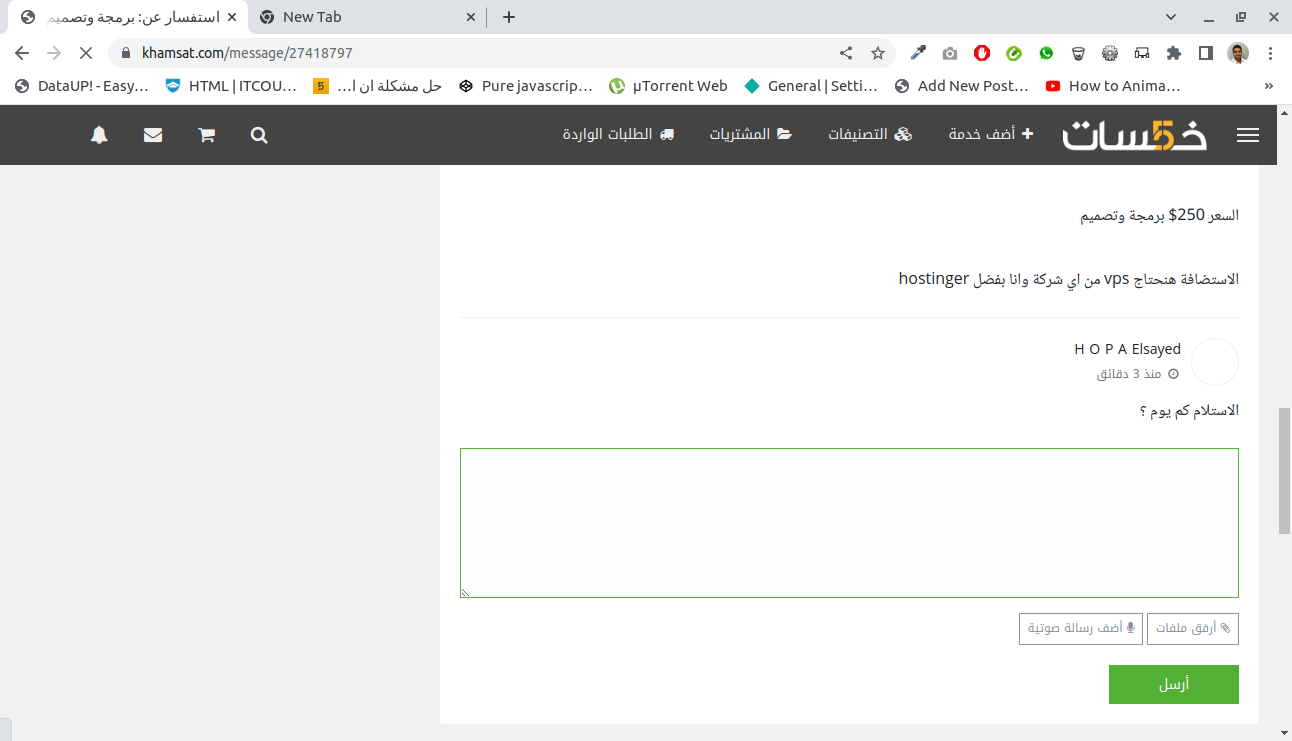 استفسار عن: برمجة وتصميم
New Tab
khamsat.com/message/27418797
DataUP! - Easy...
HTML | ITCOU...
حل مشكلة ان ا...
Pure javascrip...
µTorrent Web
General | Setti...
Add New Post...
How to Anima...
خمسات
أضف خدمة
التصنيفات
المشتريات
الطلبات الواردة
السعر 250$ برمجة وتصميم
الاستضافة هنحتاج vps من اي شركة وانا بفضل hostinger
H O P A Elsayed
منذ 3 دقائق
الاستلام كم يوم ؟
أرفق ملفات
أضف رسالة صوتية
أرسل